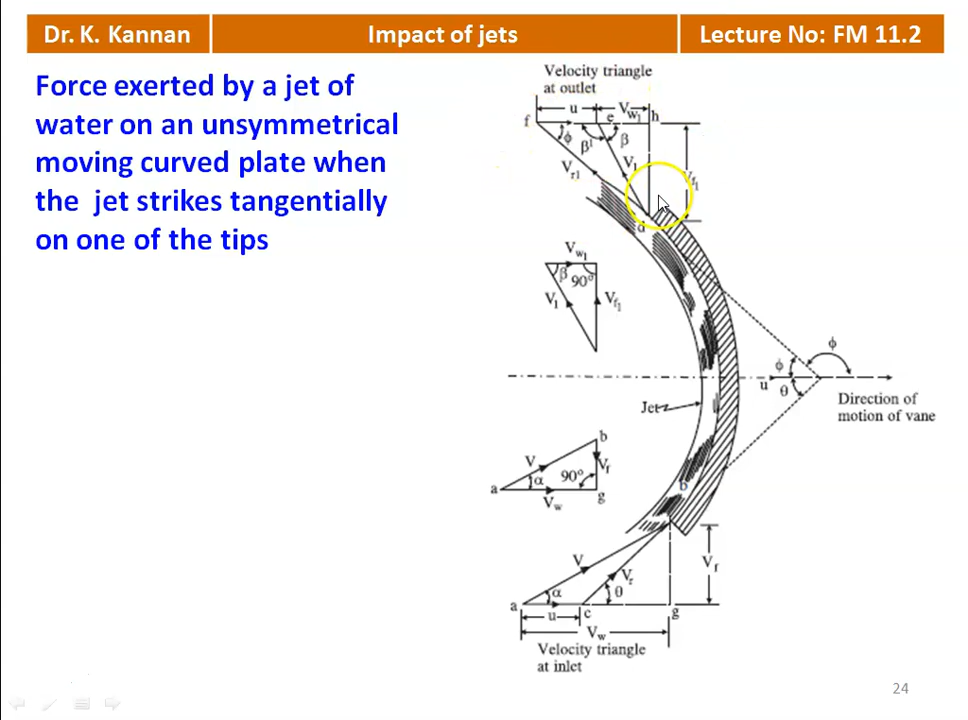 Dr. K. Kannan
Impact of jets
Lecture No: FM 11.2
Force exerted by a jet of
water on an unsymmetrical
moving curved plate when
the jet strikes tangentially
on one of the tips
Velocity triangle
at outlet
u
Vw1
f
e
h
ϕ
β'
β
Vr1
V1
Vf1
d
Vw1
β
90°
V1
Vf1
ϕ
ϕ
u
θ
Direction of
motion of vane
Jet
b
V
Vf
α
90°
a
g
Vw
b
V
Vr
Vf
α
θ
a
c
g
u
Vw
Velocity triangle
at inlet
24